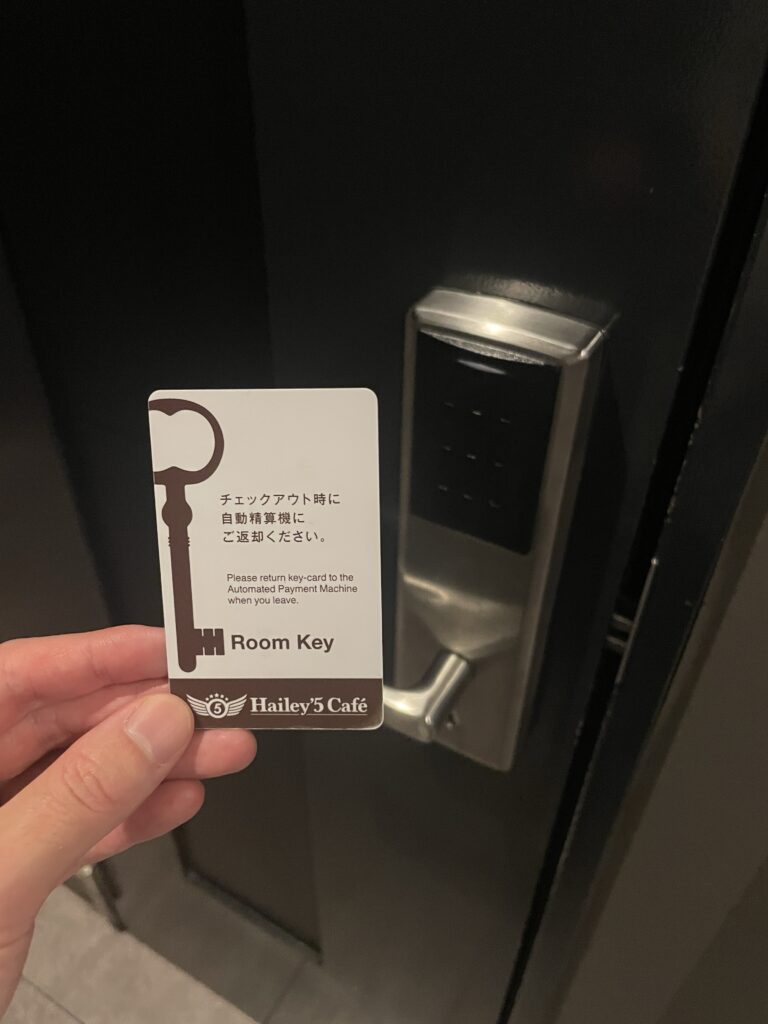 チェックアウト時に
自動精算機に
ご返却ください。
Please return key-card to the
Automated Payment Machine
when you leave.
Room Key
5 Hailey'5 Café